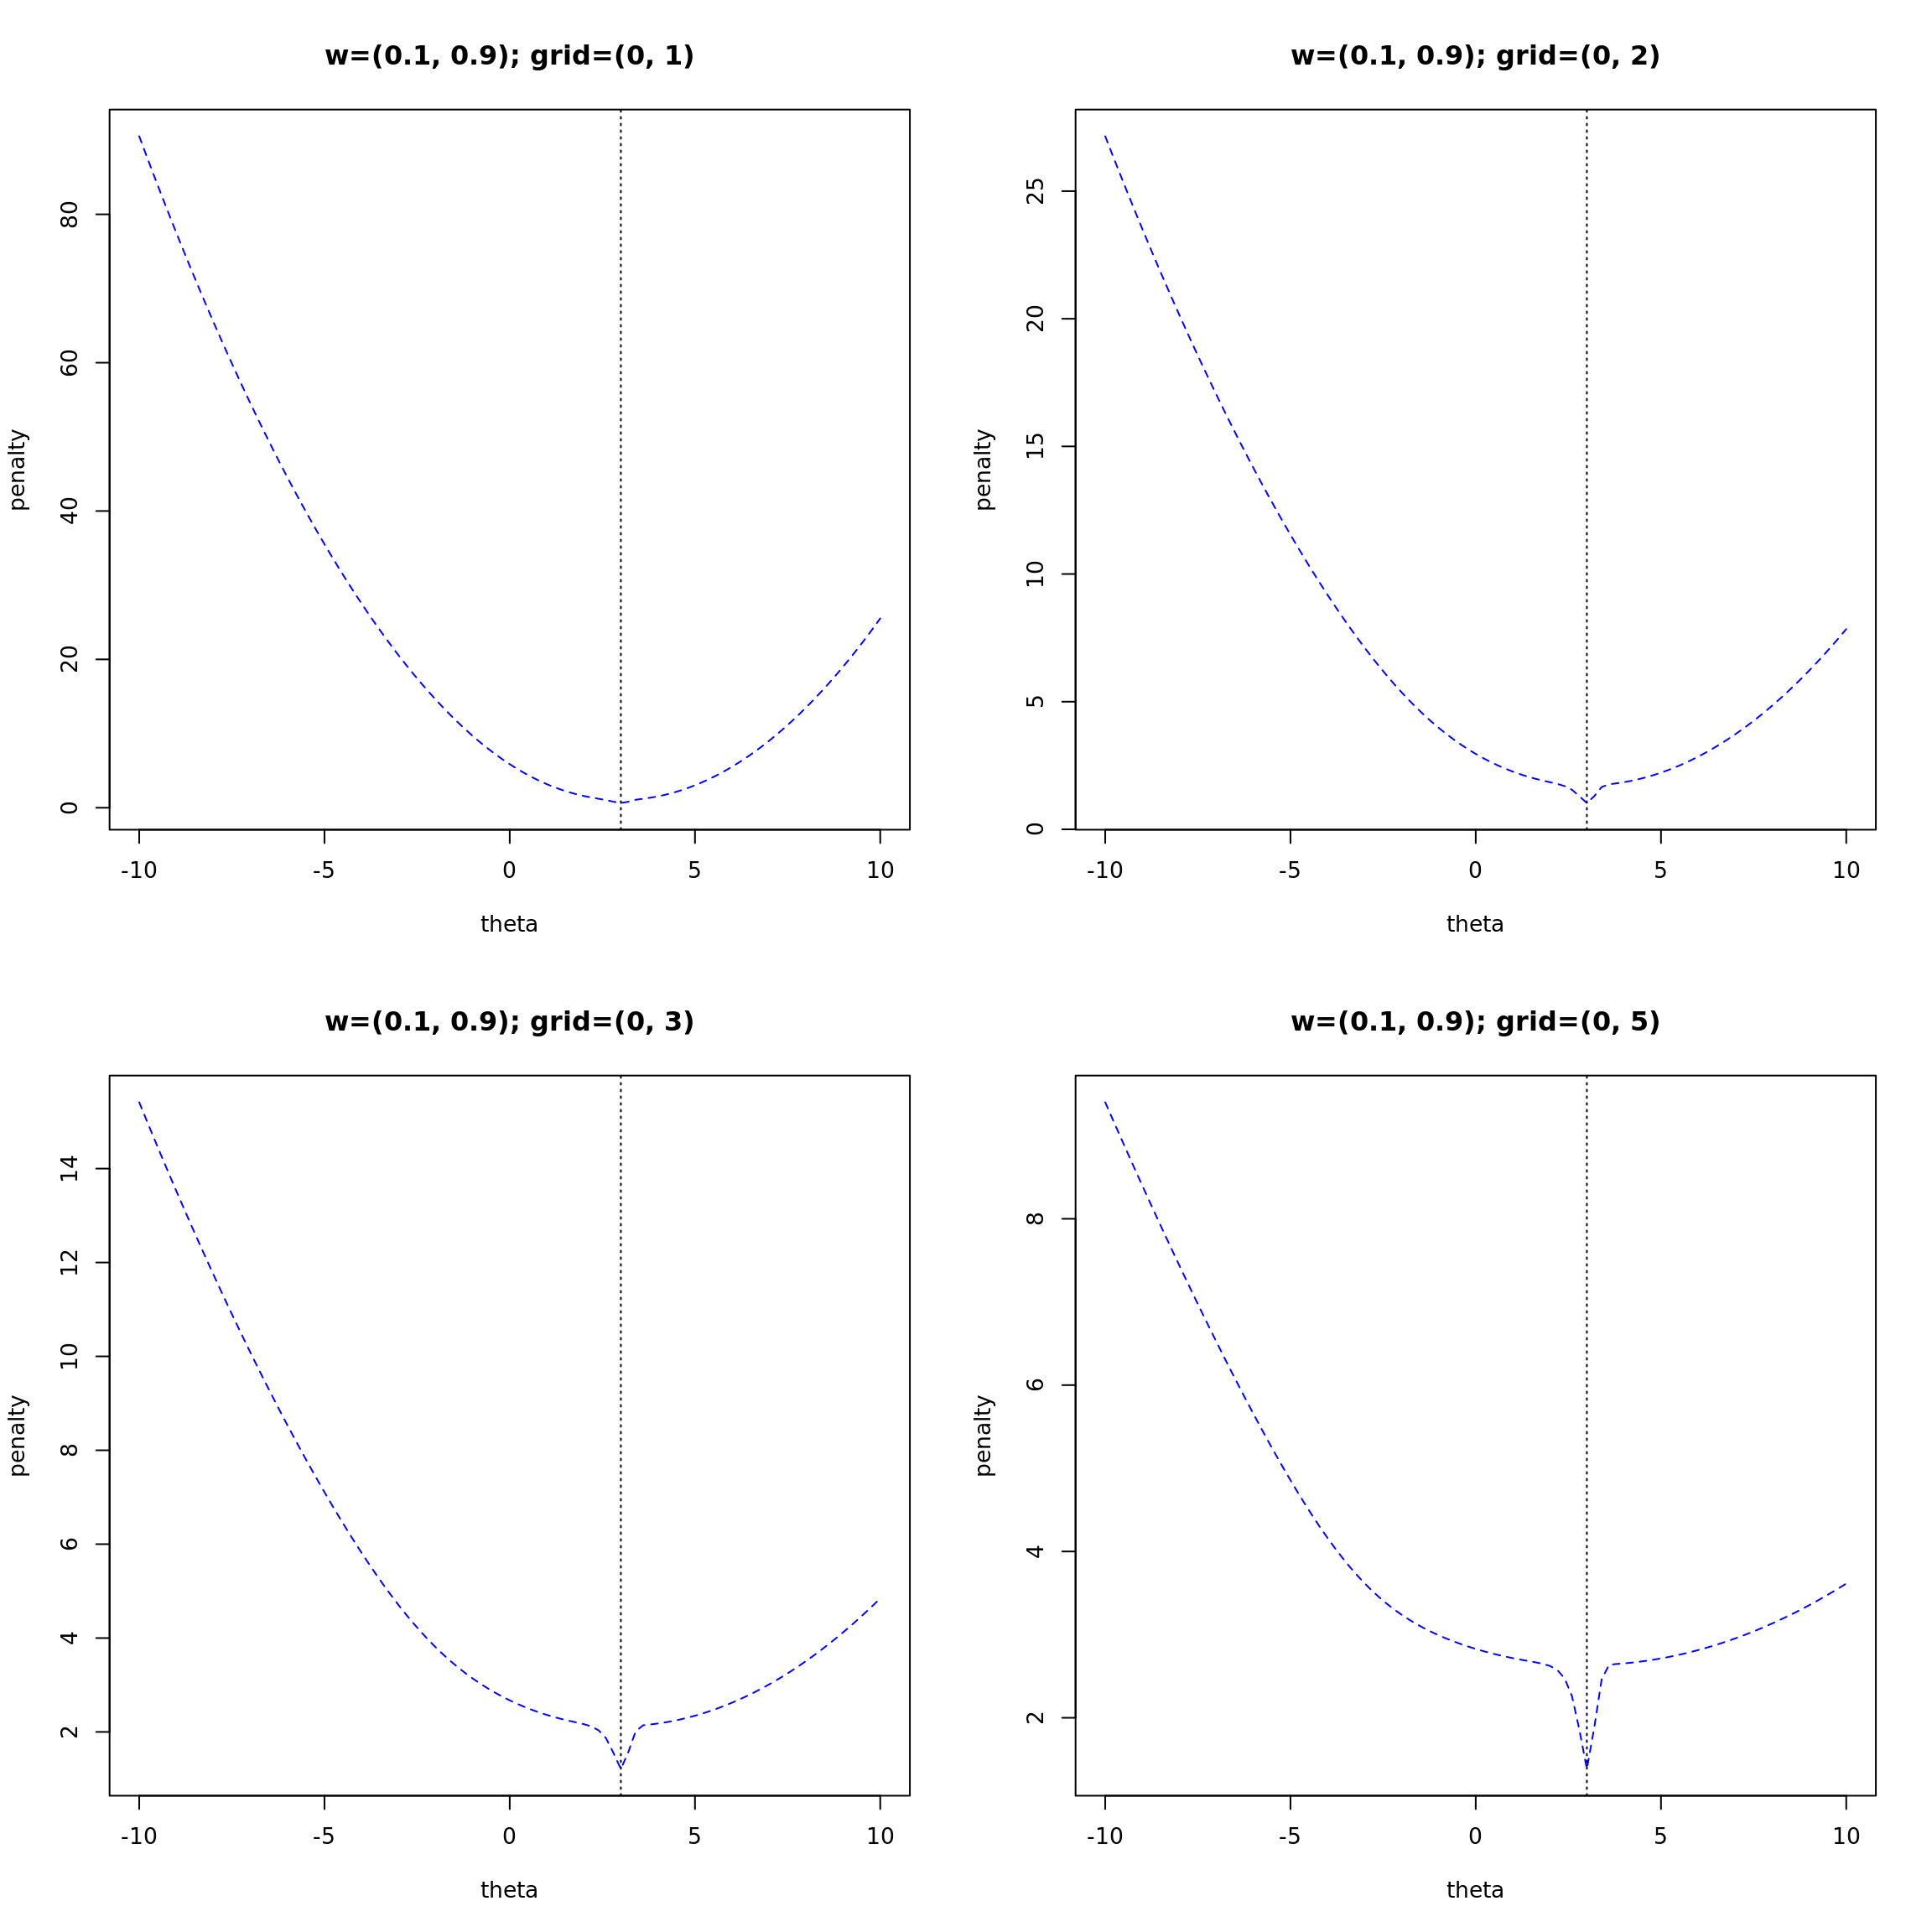 w=(0.1, 0.9); grid=(0, 1)
penalty
80
60
40
20
0
-10 -5 0 5 10
theta
w=(0.1, 0.9); grid=(0, 2)
penalty
25
20
15
10
5
0
-10 -5 0 5 10
theta
w=(0.1, 0.9); grid=(0, 3)
penalty
14
12
10
8
6
4
2
-10 -5 0 5 10
theta
w=(0.1, 0.9); grid=(0, 5)
penalty
8
6
4
2
-10 -5 0 5 10
theta